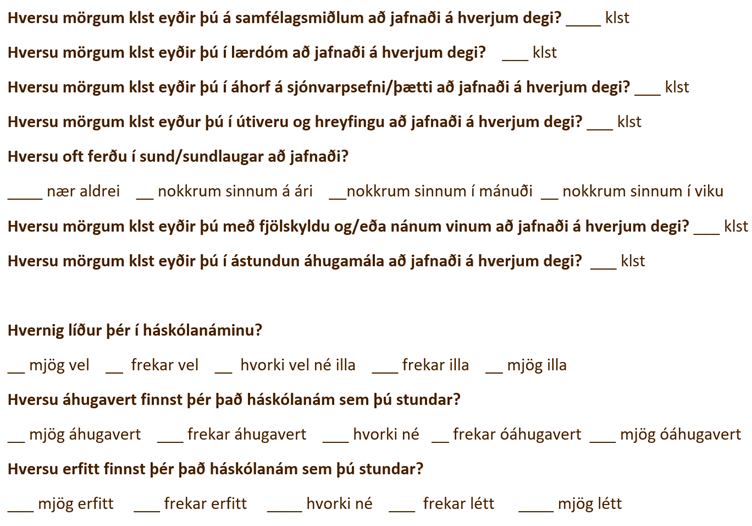 Hversu mörgum klst eyðir þú á samfélagsmiðlum að jafnaði á hverjum degi? ____ klst
Hversu mörgum klst eyðir þú í lærdóm að jafnaði á hverjum degi? ___ klst
Hversu mörgum klst eyðir þú í áhorf á sjónvarpsefni/þætti að jafnaði á hverjum degi? ___ klst
Hversu mörgum klst eyður þú í útiveru og hreyfingu að jafnaði á hverjum degi? ___ klst
Hversu oft ferðu í sund/sundlaugar að jafnaði?
____ nær aldrei __ nokkrum sinnum á ári __nokkrum sinnum í mánuði __ nokkrum sinnum í viku
Hversu mörgum klst eyðir þú með fjölskyldu og/eða nánum vinum að jafnaði á hverjum degi? ___ klst
Hversu mörgum klst eyðir þú í ástundun áhugamála að jafnaði á hverjum degi? ___ klst
Hvernig líður þér í háskólanáminu?
__ mjög vel __ frekar vel __ hvorki vel né illa ___ frekar illa __ mjög illa
Hversu áhugavert finnst þér það háskólanám sem þú stundar?
__ mjög áhugavert ___ frekar áhugavert ___ hvorki né __ frekar óáhugavert ___ mjög óáhugavert
Hversu erfitt finnst þér það háskólanám sem þú stundar?
___ mjög erfitt ___ frekar erfitt ____ hvorki né ___ frekar létt ____ mjög létt